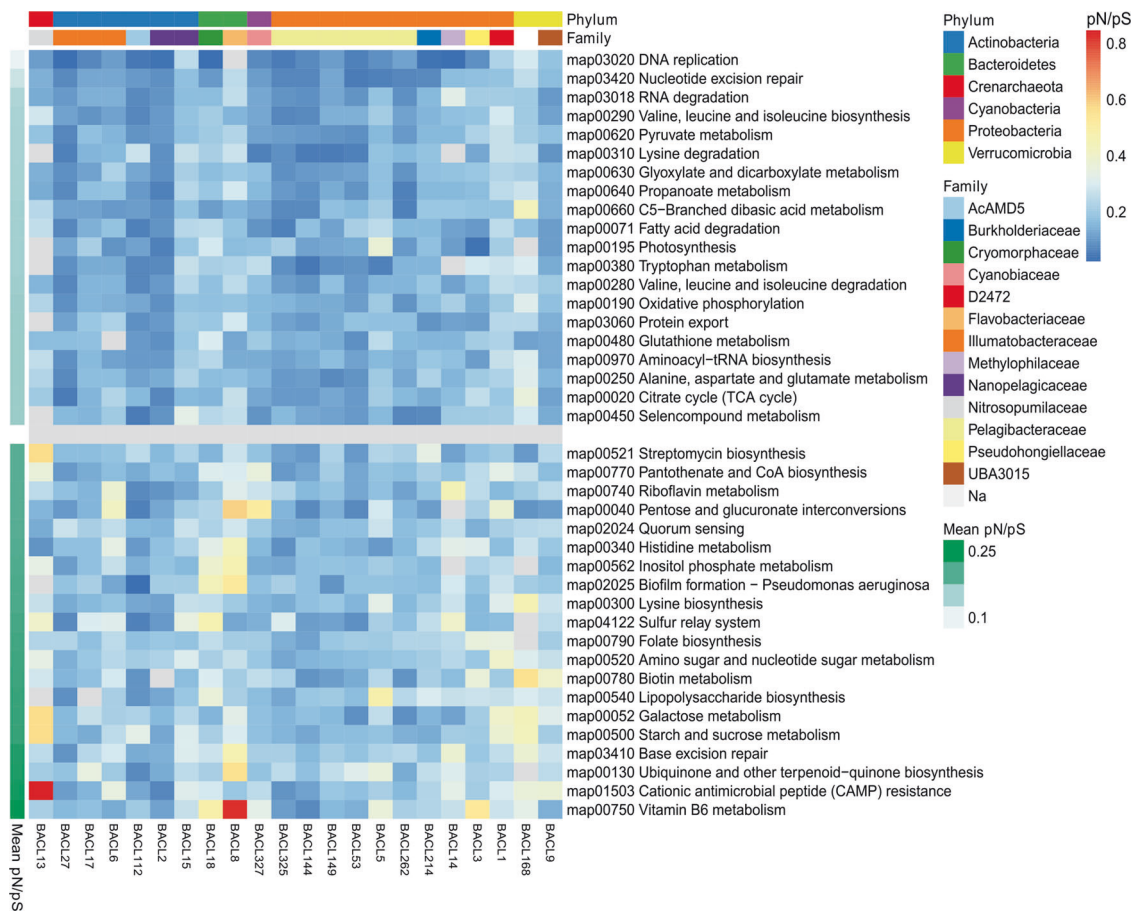 Phylum
Family
map03020 DNA replication
map03420 Nucleotide excision repair
map03018 RNA degradation
map00290 Valine, leucine and isoleucine biosynthesis
map00620 Pyruvate metabolism
map00310 Lysine degradation
map00630 Glyoxylate and dicarboxylate metabolism
map00640 Propanoate metabolism
map00660 C5−Branched dibasic acid metabolism
map00071 Fatty acid degradation
map00195 Photosynthesis
map00380 Tryptophan metabolism
map00280 Valine, leucine and isoleucine degradation
map00190 Oxidative phosphorylation
map03060 Protein export
map00480 Glutathione metabolism
map00970 Aminoacyl−tRNA biosynthesis
map00250 Alanine, aspartate and glutamate metabolism
map00020 Citrate cycle (TCA cycle)
map00450 Selencompound metabolism
map00521 Streptomycin biosynthesis
map00770 Pantothenate and CoA biosynthesis
map00740 Riboflavin metabolism
map00040 Pentose and glucuronate interconversions
map02024 Quorum sensing
map00340 Histidine metabolism
map00562 Inositol phosphate metabolism
map02025 Biofilm formation − Pseudomonas aeruginosa
map00300 Lysine biosynthesis
map04122 Sulfur relay system
map00790 Folate biosynthesis
map00520 Amino sugar and nucleotide sugar metabolism
map00780 Biotin metabolism
map00540 Lipopolysaccharide biosynthesis
map00052 Galactose metabolism
map00500 Starch and sucrose metabolism
map03410 Base excision repair
map00130 Ubiquinone and other terpenoid−quinone biosynthesis
map01503 Cationic antimicrobial peptide (CAMP) resistance
map00750 Vitamin B6 metabolism
Mean pN/pS
BACL13
BACL27
BACL17
BACL6
BACL112
BACL2
BACL15
BACL18
BACL8
BACL327
BACL325
BACL144
BACL149
BACL53
BACL5
BACL262
BACL214
BACL14
BACL3
BACL1
BACL168
BACL9
Phylum
Actinobacteria
Bacteroidetes
Crenarchaeota
Cyanobacteria
Proteobacteria
Verrucomicrobia
Family
AcAMD5
Burkholderiaceae
Cryomorphaceae
Cyanobiaceae
D2472
Flavobacteriaceae
Illumatobacteraceae
Methylophilaceae
Nanopelagicaceae
Nitrosopumilaceae
Pelagibacteraceae
Pseudohongiellaceae
UBA3015
Na
Mean pN/pS
0.25
0.1
pN/pS
0.8
0.6
0.4
0.2